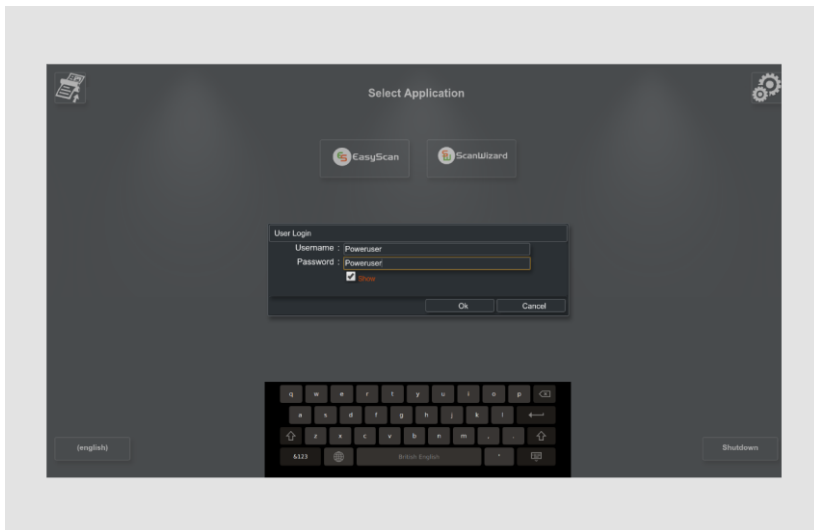 Select Application
EasyScan ScanWizard
User Login
Username : Poweruser
Password : Poweruser
Show
Ok Cancel
q w e r t y u i o p
a s d f g h j k l
z x c v b n m , .
&123 British English
(english) Shutdown